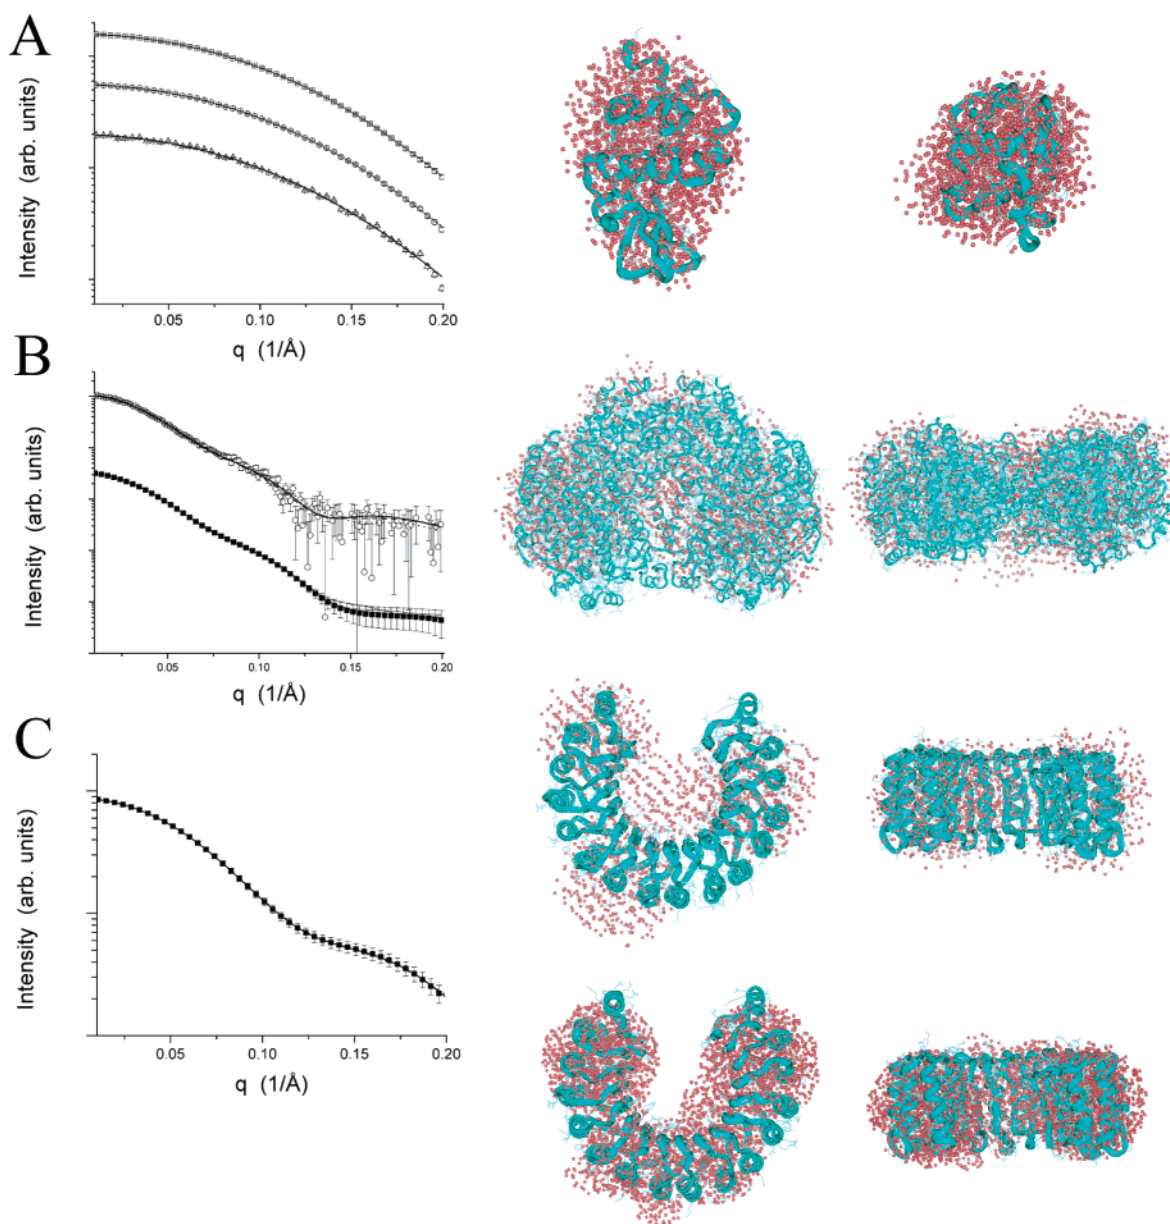 A
Intensity (arb. units)
0.05 0.10 0.15 0.20
q (1/Å)
B
Intensity (arb. units)
0.05 0.10 0.15 0.20
q (1/Å)
C
Intensity (arb. units)
0.05 0.10 0.15 0.20
q (1/Å)